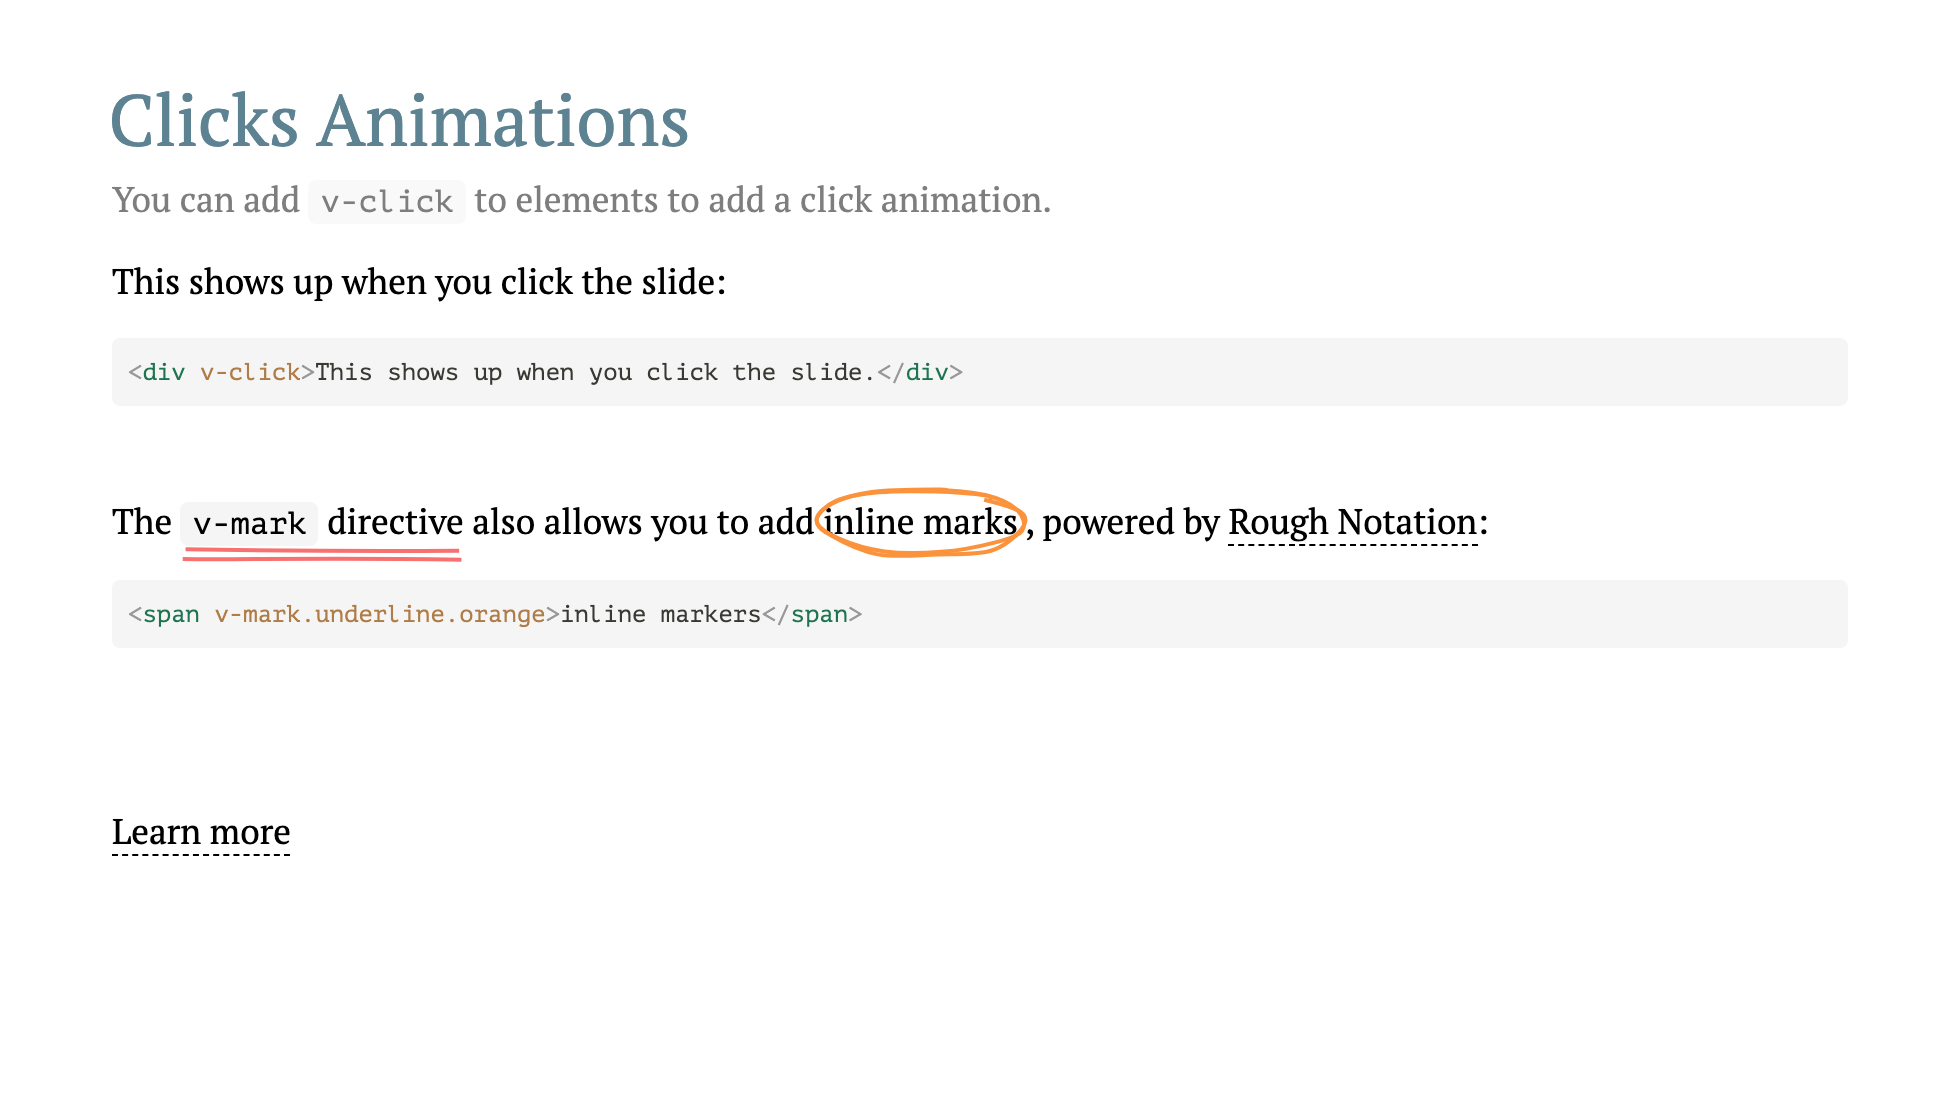 Clicks Animations
You can add v-click to elements to add a click animation.
This shows up when you click the slide:
<div v-click>This shows up when you click the slide.</div>
The v-mark directive also allows you to add inline marks , powered by Rough Notation:
<span v-mark.underline.orange>inline markers</span>
Learn more